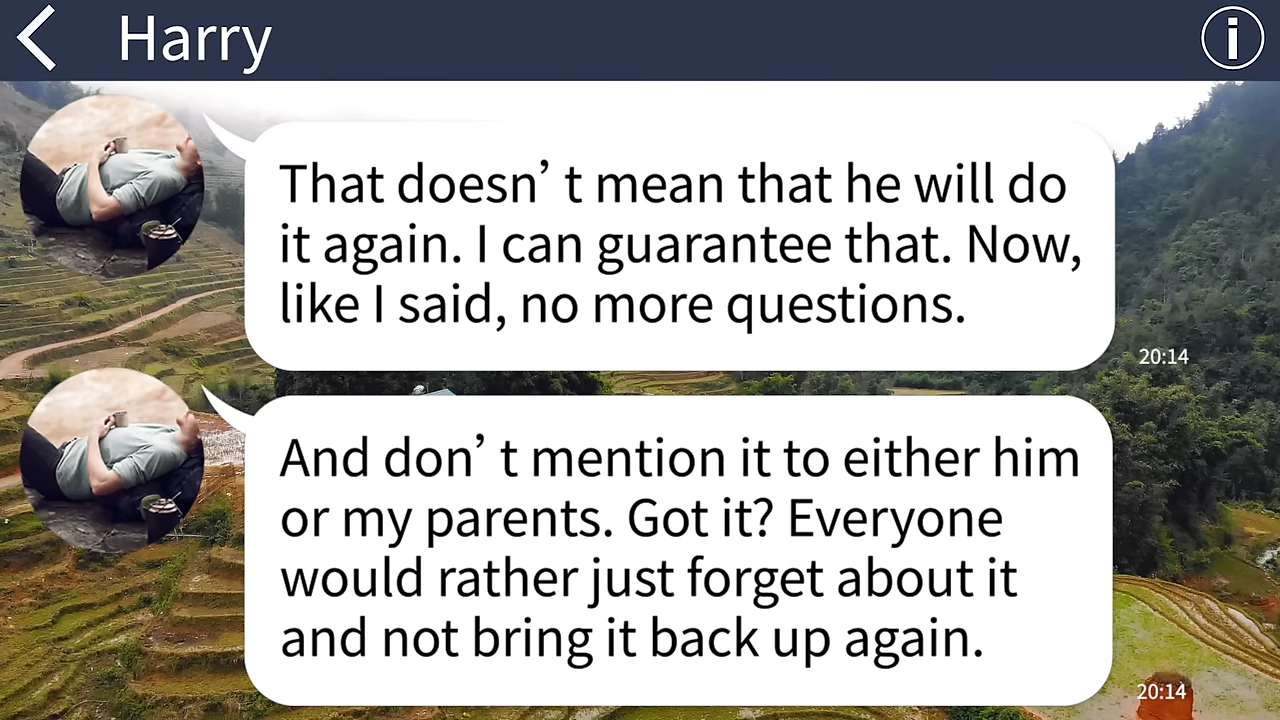 Harry
That doesn’ t mean that he will do
it again. I can guarantee that. Now,
like I said, no more questions.
20:14
And don’ t mention it to either him
or my parents. Got it? Everyone
would rather just forget about it
and not bring it back up again.
20:14